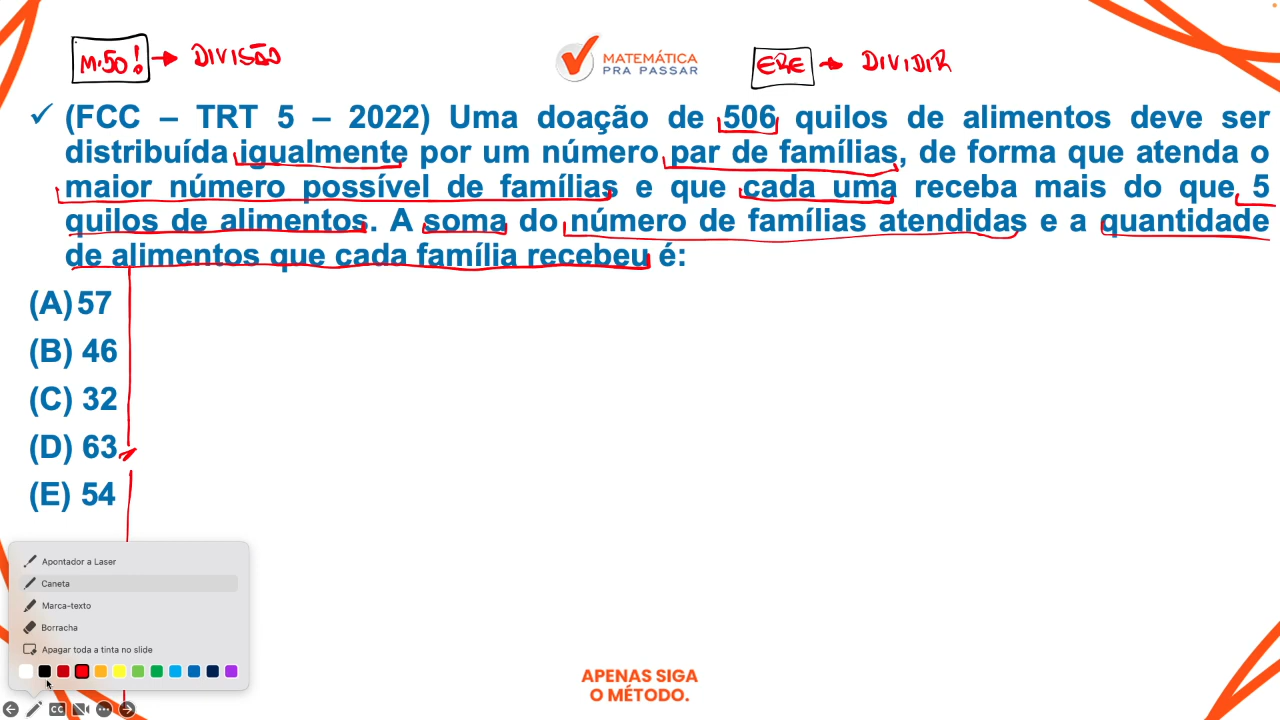 M.50! → DIVISÃO
MATEMÁTICA
PRA PASSAR
ERE → DIVIDIR
✓ (FCC – TRT 5 – 2022) Uma doação de 506 quilos de alimentos deve ser
distribuída igualmente por um número par de famílias, de forma que atenda o
maior número possível de famílias e que cada uma receba mais do que 5
quilos de alimentos. A soma do número de famílias atendidas e a quantidade
de alimentos que cada família recebeu é:
(A) 57
(B) 46
(C) 32
(D) 63
(E) 54
Apontador a Laser
Caneta
Marca-texto
Borracha
Apagar toda a tinta no slide
CC
APENAS SIGA
O MÉTODO.